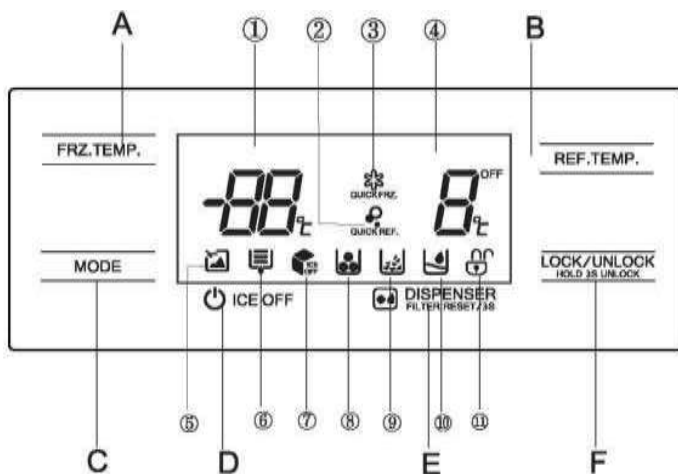 A ① ② ③ ④ B
FRZ.TEMP.
-88 ℃
QUICK FRZ.
QUICK REF.
8 OFF ℃
REF.TEMP.
MODE
ICE OFF
LOCK/UNLOCK
HOLD 3S UNLOCK
ICE OFF
DISPENSER
FILTER RESET/3S
⑤ ⑥ ⑦ ⑧ ⑨ ⑩ ⑪
C D E F